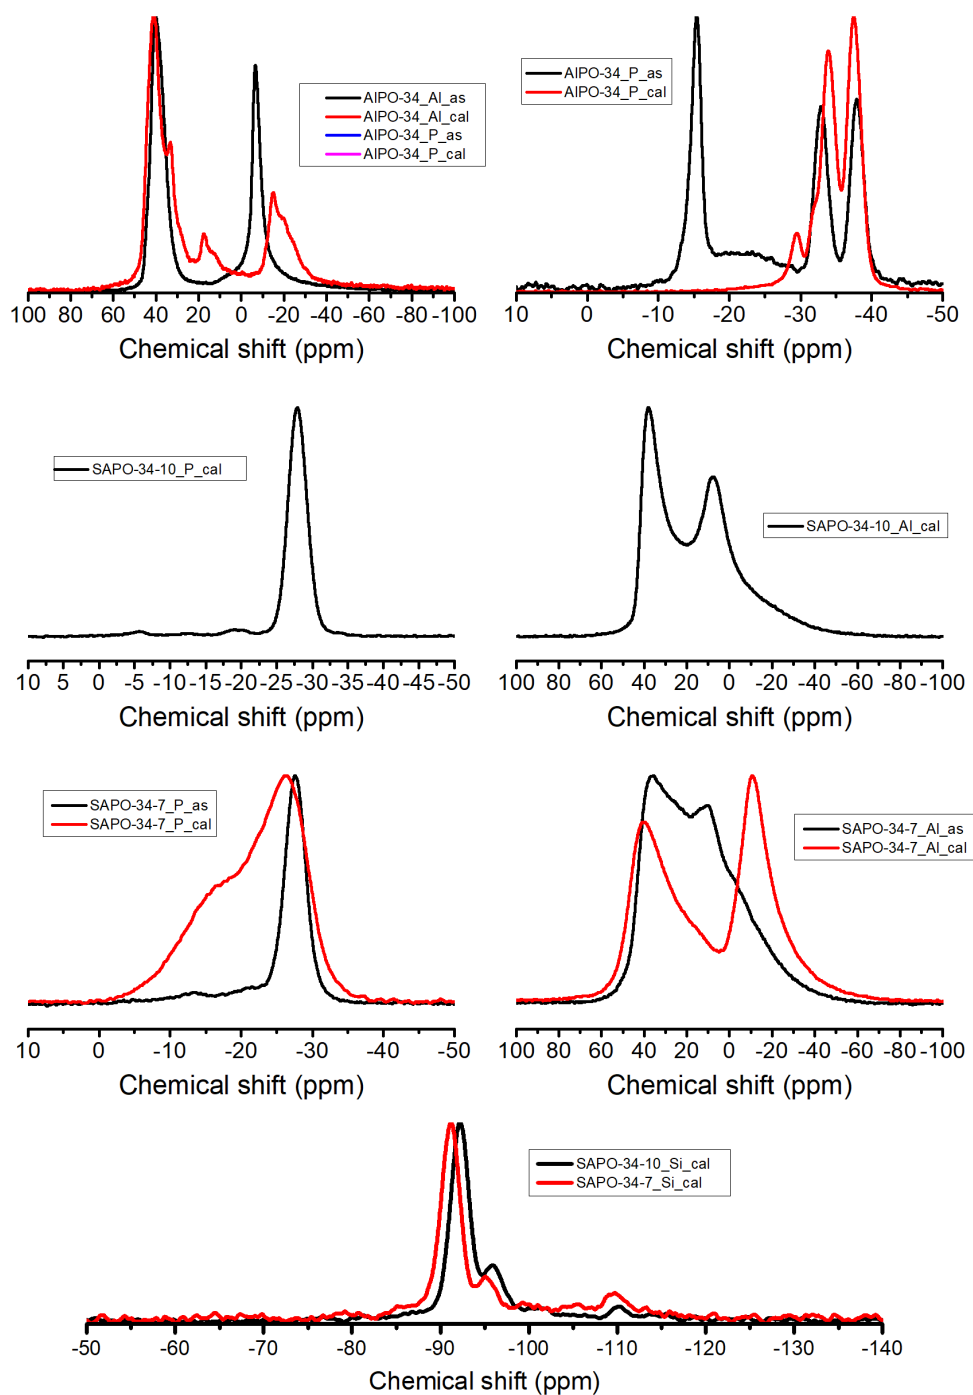 AlPO-34_Al_as
AlPO-34_Al_cal
AlPO-34_P_as
AlPO-34_P_cal
100 80 60 40 20 0 -20 -40 -60 -80 -100
Chemical shift (ppm)
AlPO-34_P_as
AlPO-34_P_cal
10 0 -10 -20 -30 -40 -50
Chemical shift (ppm)
SAPO-34-10_P_cal
10 5 0 -5 -10 -15 -20 -25 -30 -35 -40 -45 -50
Chemical shift (ppm)
SAPO-34-10_Al_cal
100 80 60 40 20 0 -20 -40 -60 -80 -100
Chemical shift (ppm)
SAPO-34-7_P_as
SAPO-34-7_P_cal
10 0 -10 -20 -30 -40 -50
Chemical shift (ppm)
SAPO-34-7_Al_as
SAPO-34-7_Al_cal
100 80 60 40 20 0 -20 -40 -60 -80 -100
Chemical shift (ppm)
SAPO-34-10_Si_cal
SAPO-34-7_Si_cal
-50 -60 -70 -80 -90 -100 -110 -120 -130 -140
Chemical shift (ppm)